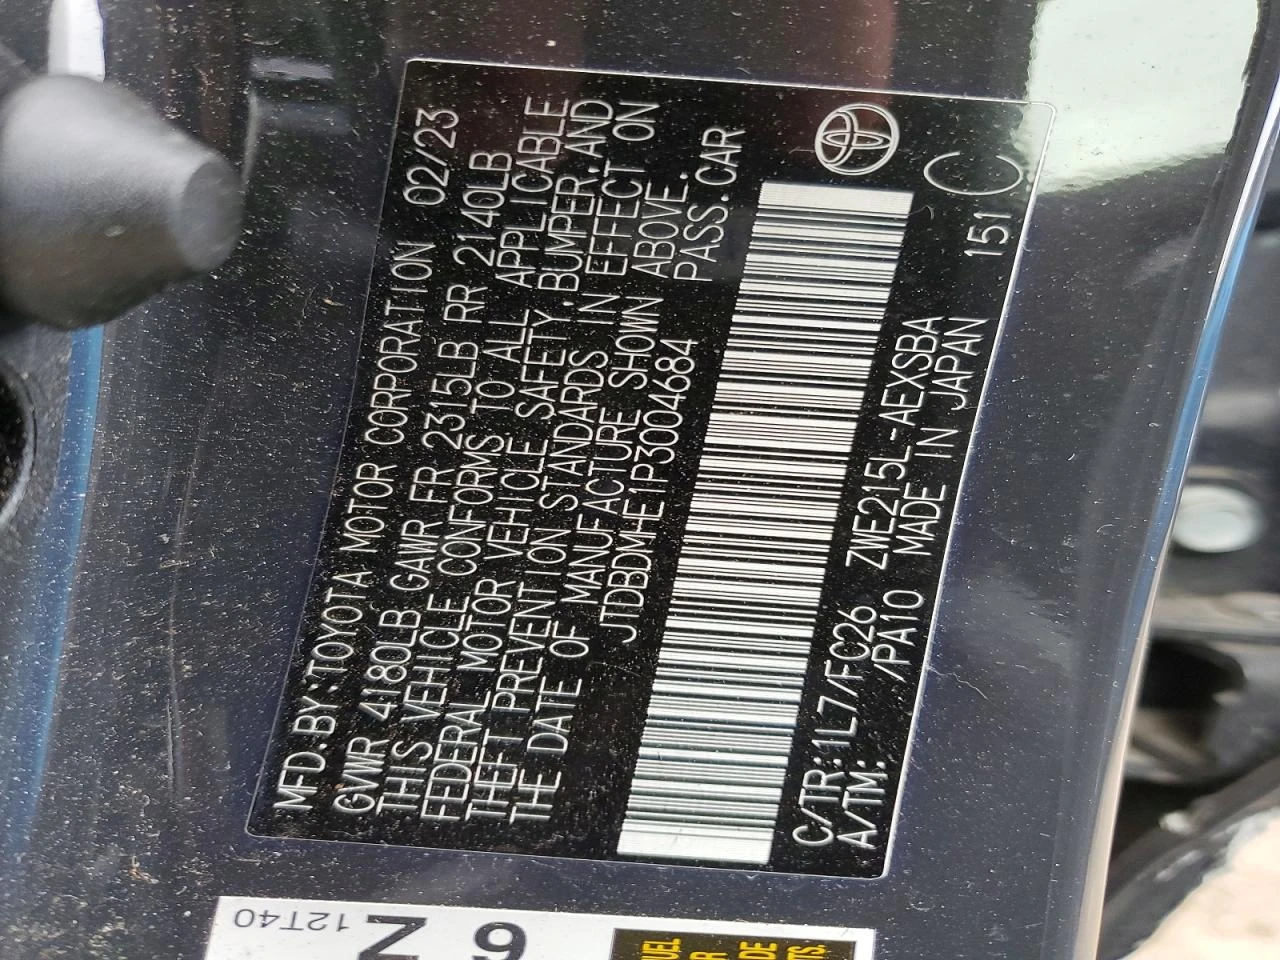 MFD.BY:TOYOTA MOTOR CORPORATION 02/23
GVWR 4180LB GAWR FR 2315LB RR 2140LB
THIS VEHICLE CONFORMS TO ALL APPLICABLE
FEDERAL MOTOR VEHICLE SAFETY,BUMPER,AND
THEFT PREVENTION STANDARDS IN EFFECT ON
THE DATE OF MANUFACTURE SHOWN ABOVE.
JTDBDMHE1P3004684 PASS.CAR
C/TR:1L7/FC26 ZWE215L-AEXSBA 151 C
A/TM: /PA10 MADE IN JAPAN
12T40
Z 6